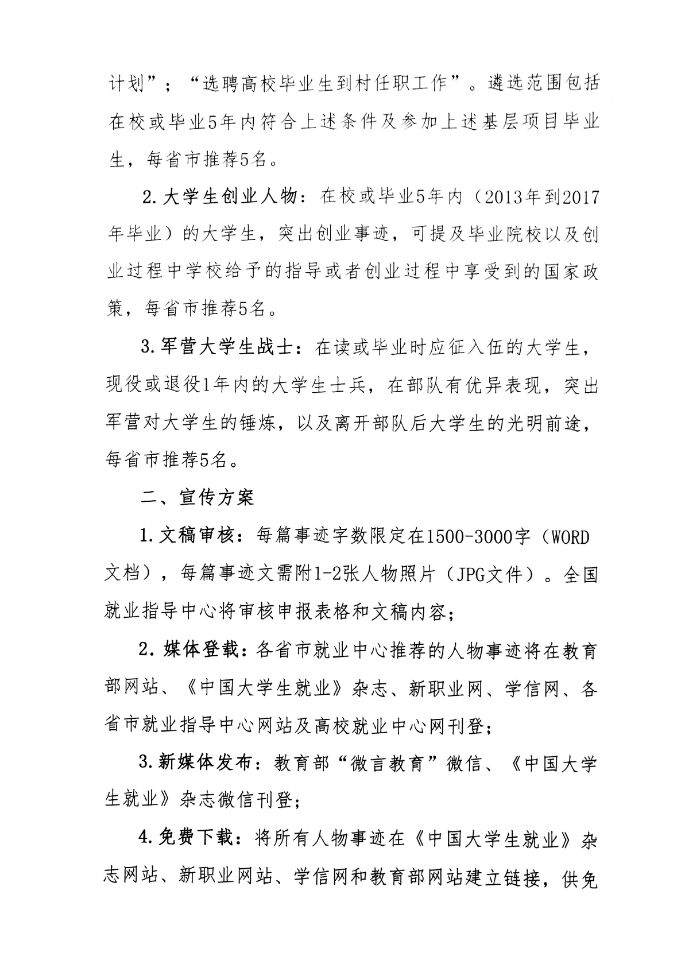 计划”；“选聘高校毕业生到村任职工作”。遴选范围包括
在校或毕业5年内符合上述条件及参加上述基层项目毕业
生，每省市推荐5名。
2.大学生创业人物：在校或毕业5年内（2013年到2017
年毕业）的大学生，突出创业事迹，可提及毕业院校以及创
业过程中学校给予的指导或者创业过程中享受到的国家政
策，每省市推荐5名。
3.军营大学生战士：在读或毕业时应征入伍的大学生，
现役或退役1年内的大学生士兵，在部队有优异表现，突出
军营对大学生的锤炼，以及离开部队后大学生的光明前途，
每省市推荐5名。
二、宣传方案
1.文稿审核：每篇事迹字数限定在1500-3000字（WORD
文档），每篇事迹文需附1-2张人物照片（JPG文件）。全国
就业指导中心将审核申报表格和文稿内容；
2．媒体登载：各省市就业中心推荐的人物事迹将在教育
部网站、《中国大学生就业》杂志、新职业网、学信网、各
省市就业指导中心网站及高校就业中心网刊登；
3.新媒体发布：教育部“微言教育”微信、《中国大学
生就业》杂志微信刊登；
4.免费下载：将所有人物事迹在《中国大学生就业》杂
志网站、新职业网站、学信网和教育部网站建立链接，供免